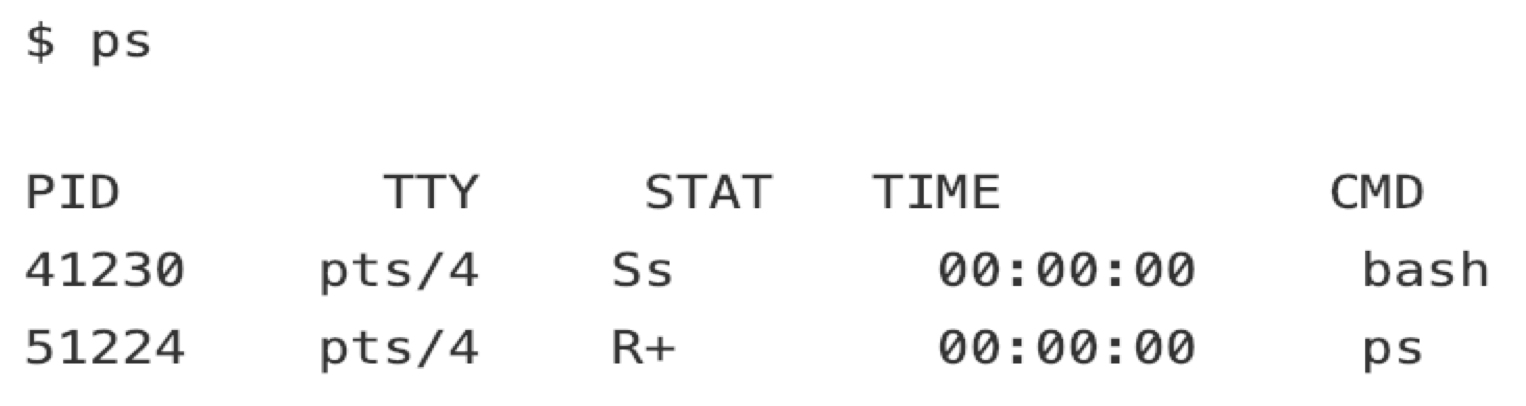 $ ps
PID TTY STAT TIME CMD
41230 pts/4 Ss 00:00:00 bash
51224 pts/4 R+ 00:00:00 ps